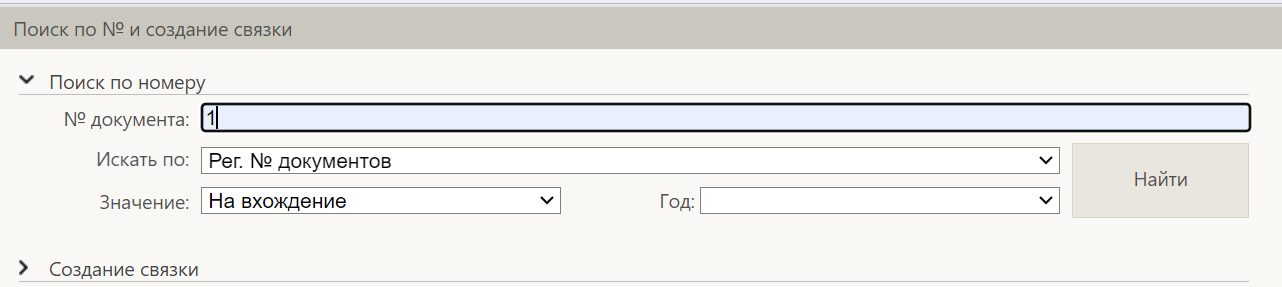 Поиск по № и создание связки
Поиск по номеру
№ документа: 1
Искать по: Рег. № документов
Найти
Значение: На вхождение Год:
Создание связки